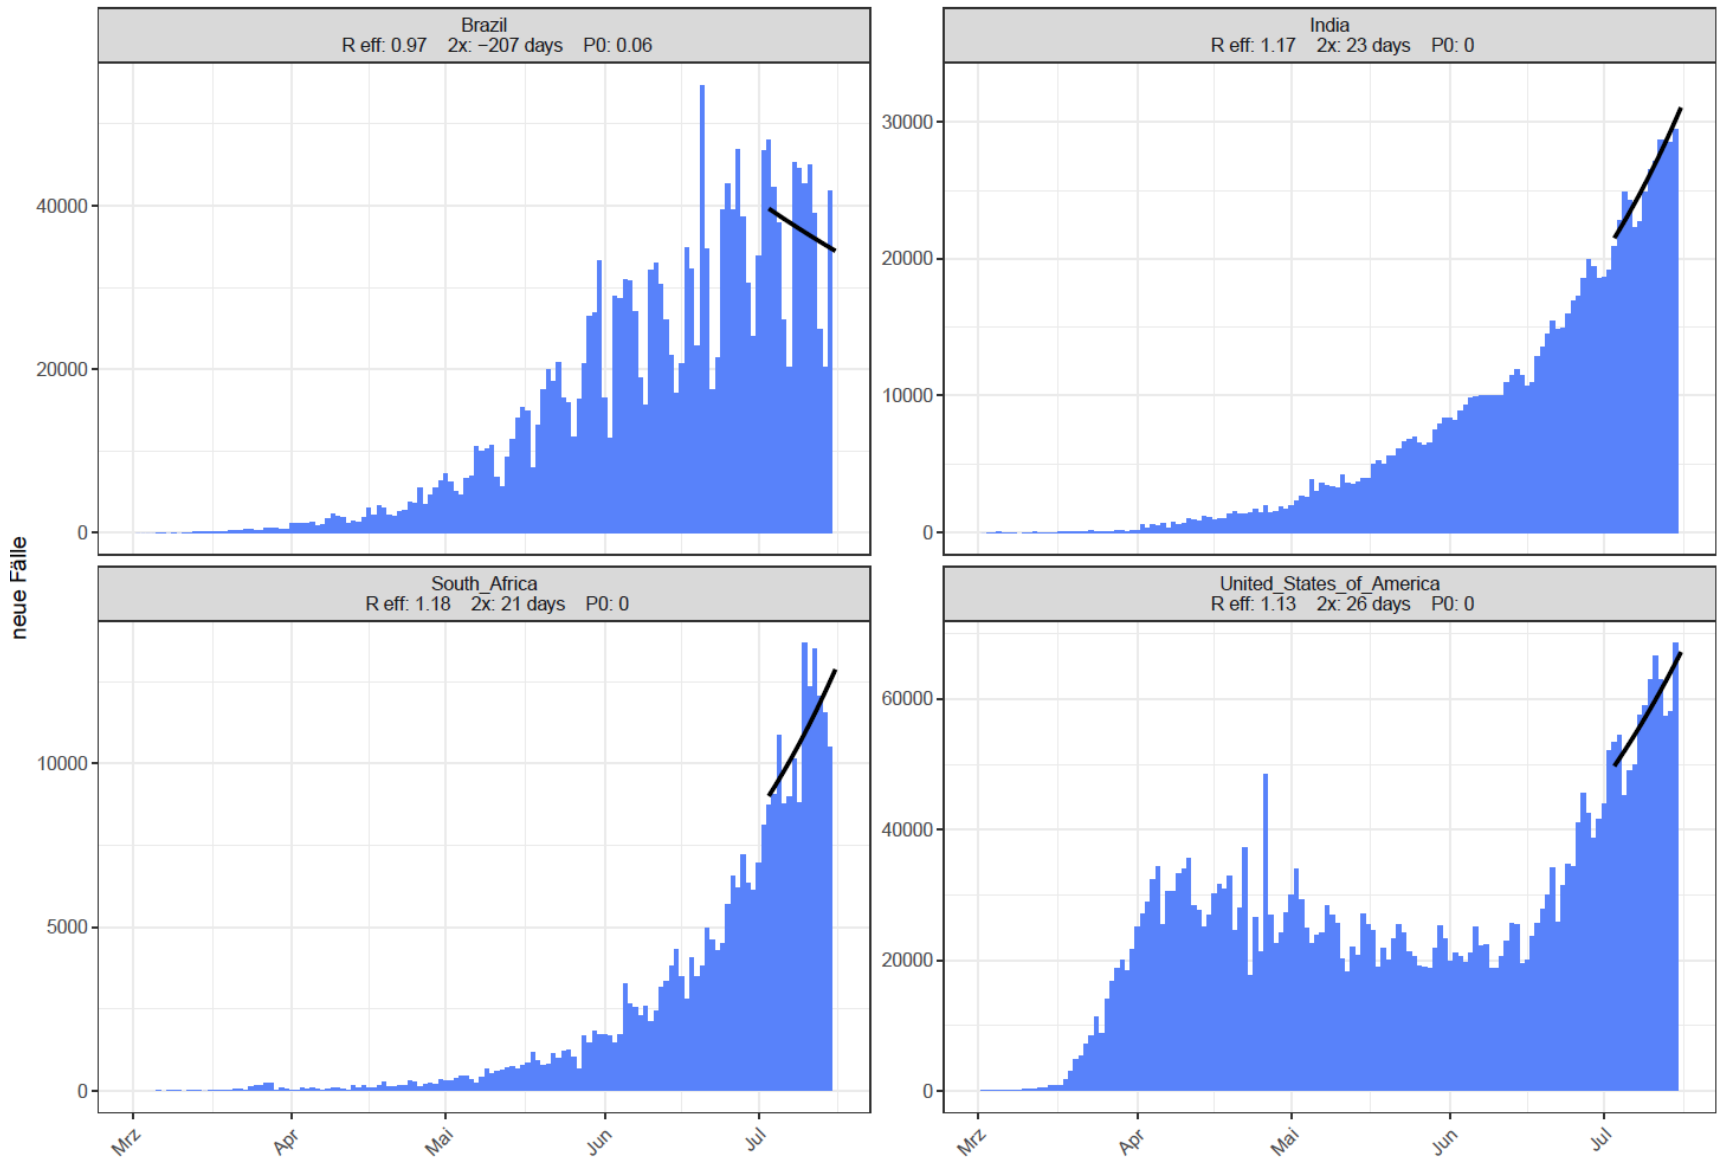 neue Fälle
Brazil
R eff: 0.97 2x: −207 days P0: 0.06
40000
20000
0
India
R eff: 1.17 2x: 23 days P0: 0
30000
20000
10000
0
South_Africa
R eff: 1.18 2x: 21 days P0: 0
10000
5000
0
Mrz Apr Mai Jun Jul
United_States_of_America
R eff: 1.13 2x: 26 days P0: 0
60000
40000
20000
0
Mrz Apr Mai Jun Jul